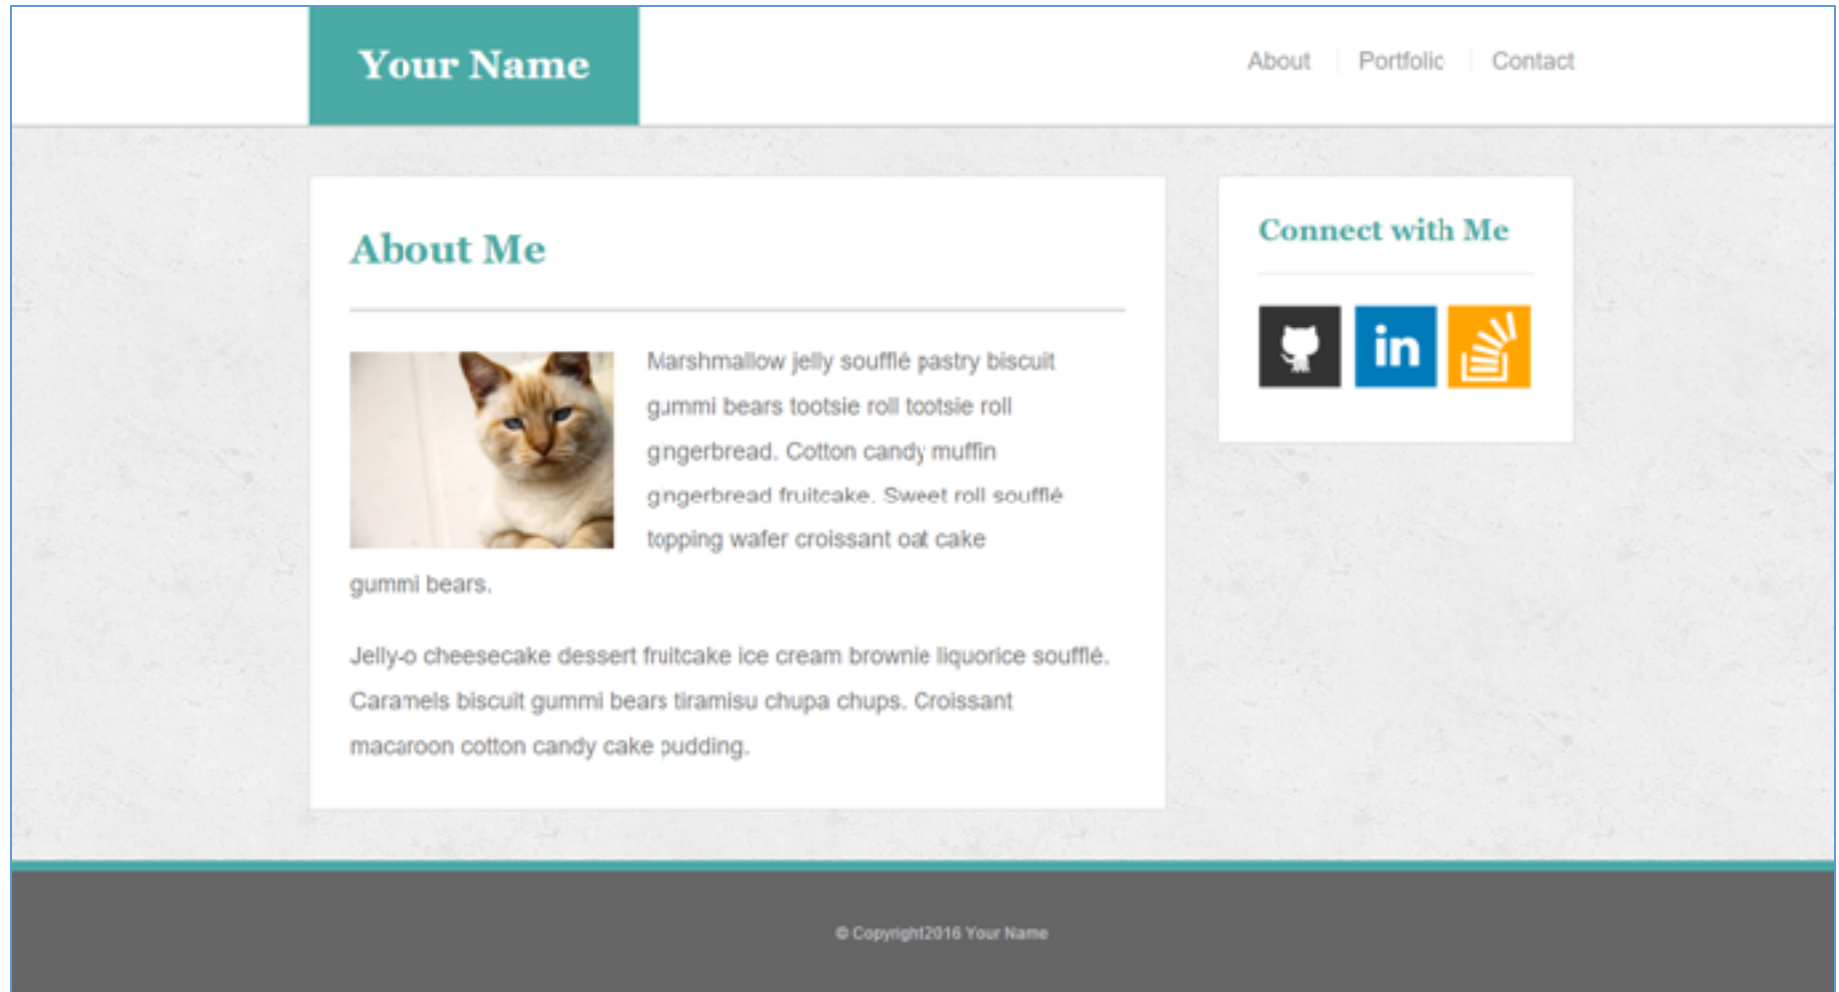 Your Name
About
Portfolio
Contact
About Me
Marshmallow jelly soufflé pastry biscuit
gummi bears tootsie roll tootsie roll
gingerbread. Cotton candy muffin
gingerbread fruitcake. Sweet roll soufflé
topping wafer croissant oat cake
gummi bears.
Jelly-o cheesecake dessert fruitcake ice cream brownie liquorice soufflé.
Caramels biscuit gummi bears tiramisu chupa chups. Croissant
macaroon cotton candy cake pudding.
Connect with Me
in
© Copyright2016 Your Name